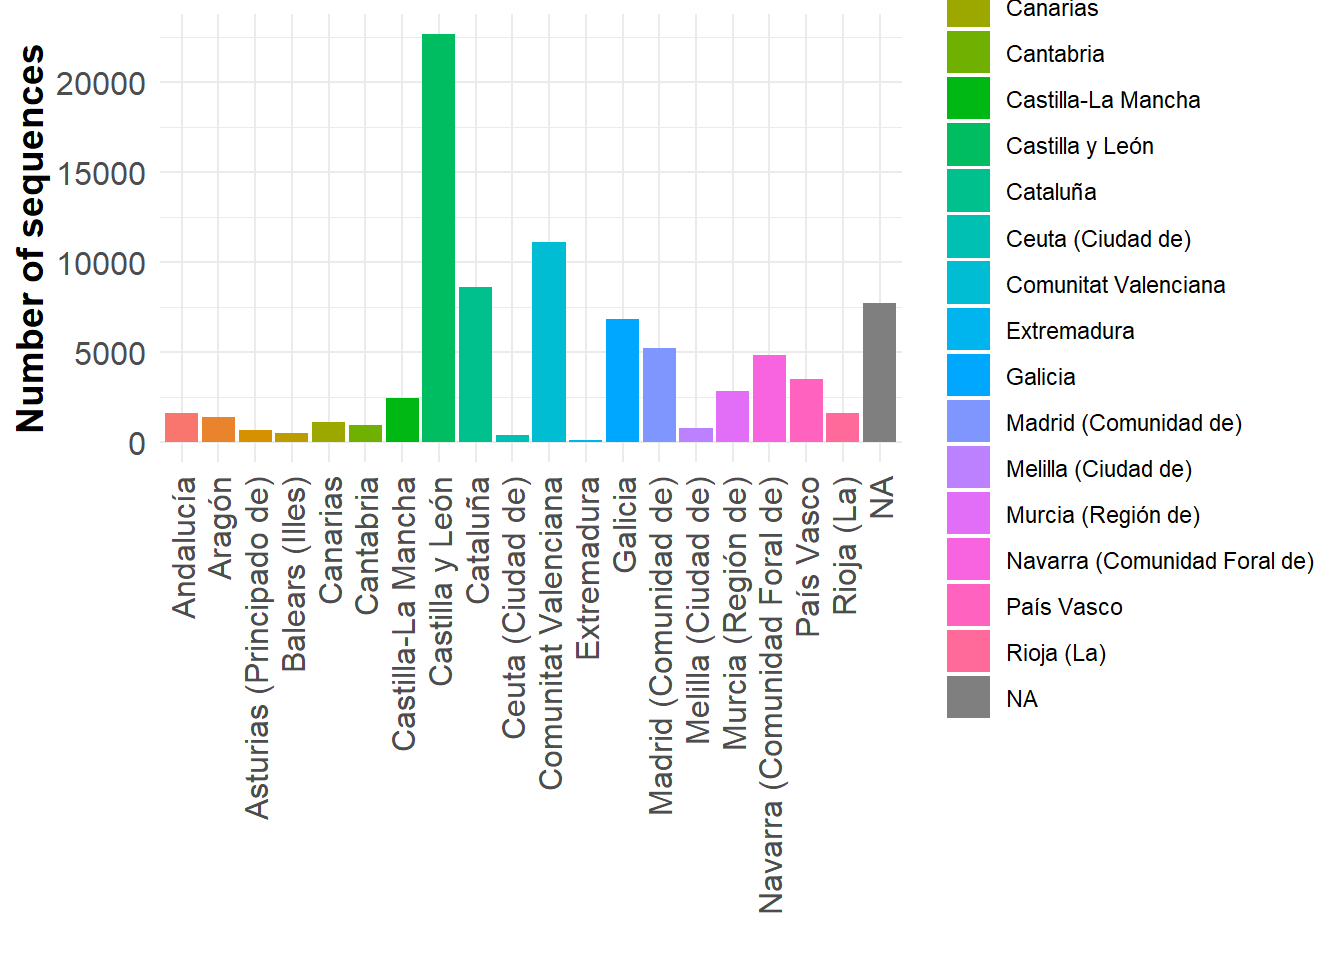 Number of sequences
20000
15000
10000
5000
0
Andalucía
Aragón
Asturias (Principado de)
Balears (Illes)
Canarias
Cantabria
Castilla-La Mancha
Castilla y León
Cataluña
Ceuta (Ciudad de)
Comunitat Valenciana
Extremadura
Galicia
Madrid (Comunidad de)
Melilla (Ciudad de)
Murcia (Región de)
Navarra (Comunidad Foral de)
País Vasco
Rioja (La)
NA
Canarias
Cantabria
Castilla-La Mancha
Castilla y León
Cataluña
Ceuta (Ciudad de)
Comunitat Valenciana
Extremadura
Galicia
Madrid (Comunidad de)
Melilla (Ciudad de)
Murcia (Región de)
Navarra (Comunidad Foral de)
País Vasco
Rioja (La)
NA